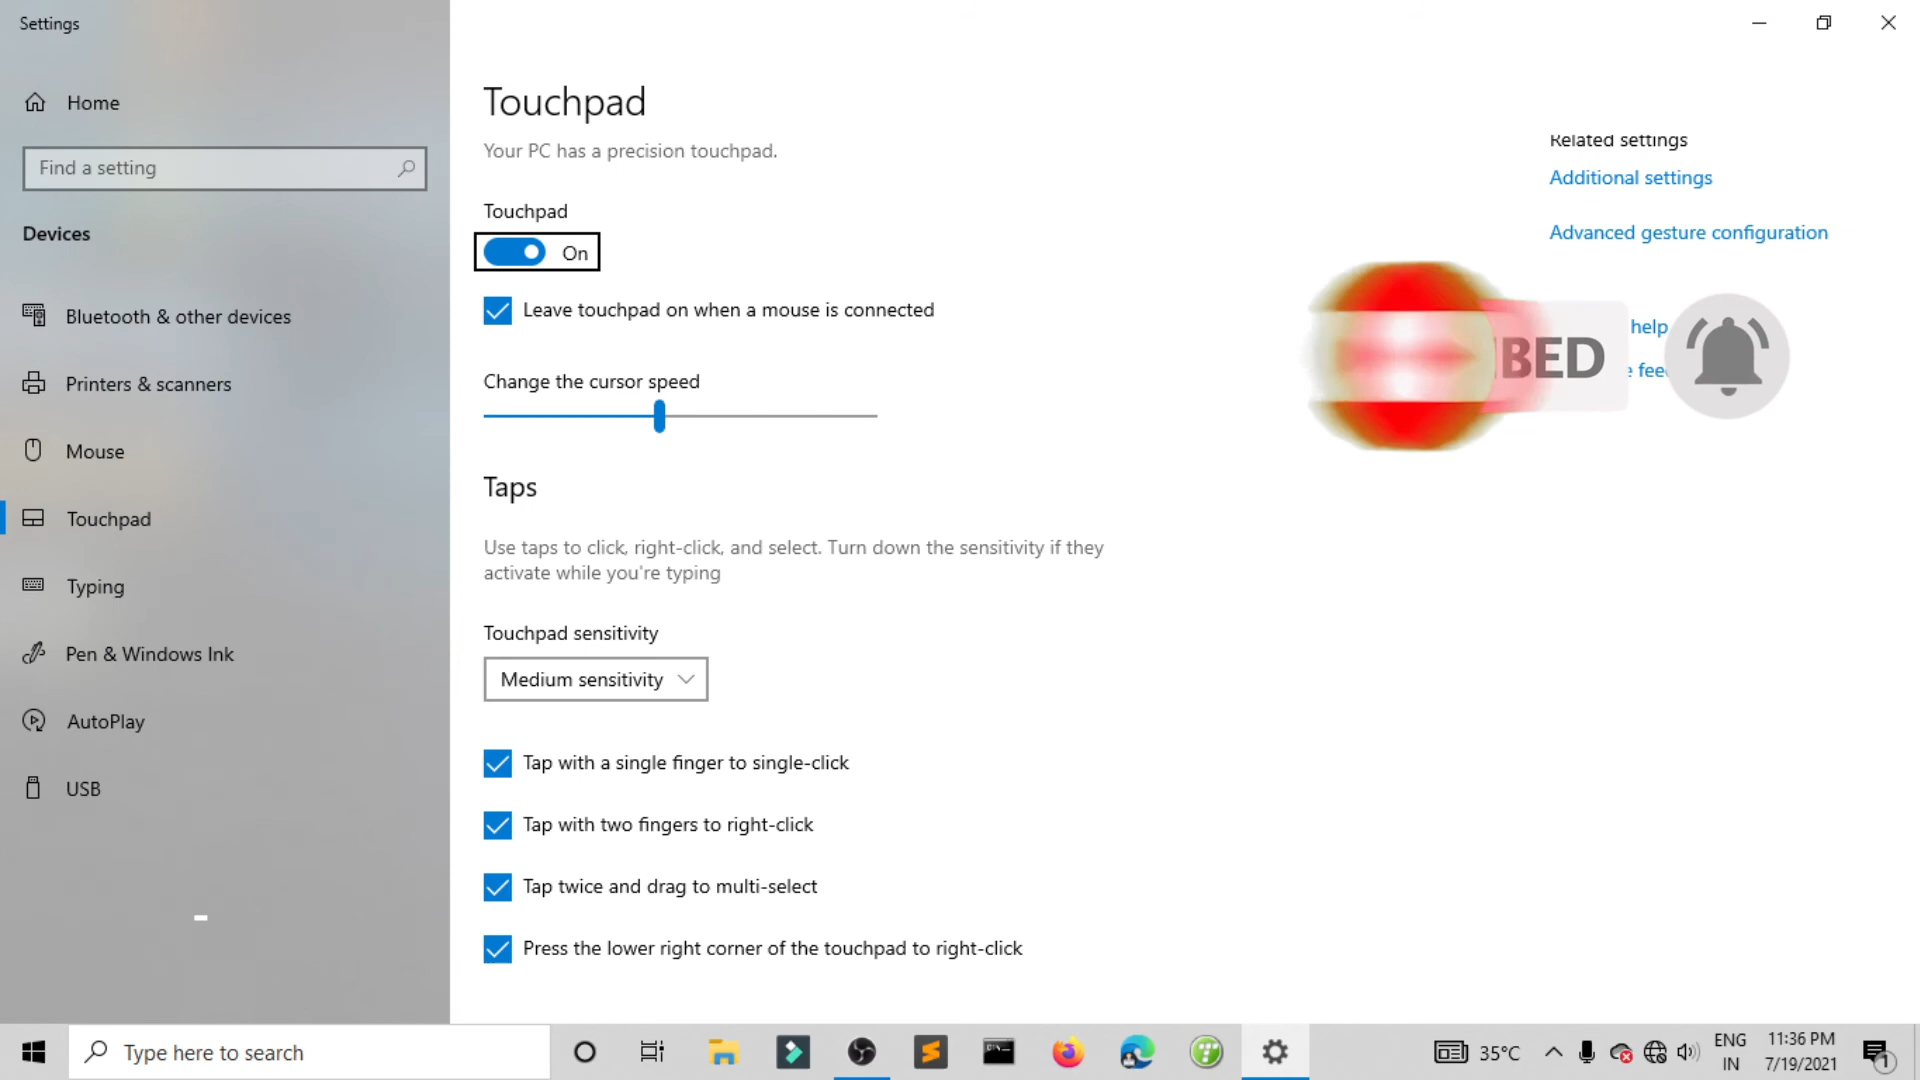 Settings
Home
Find a setting
Devices
Bluetooth & other devices
Printers & scanners
Mouse
Touchpad
Typing
Pen & Windows Ink
AutoPlay
USB
Touchpad
Your PC has a precision touchpad.
Touchpad
On
Leave touchpad on when a mouse is connected
Change the cursor speed
Taps
Use taps to click, right-click, and select. Turn down the sensitivity if they
activate while you're typing
Touchpad sensitivity
Medium sensitivity
Tap with a single finger to single-click
Tap with two fingers to right-click
Tap twice and drag to multi-select
Press the lower right corner of the touchpad to right-click
Related settings
Additional settings
Advanced gesture configuration
help
BED
Type here to search
35°C
ENG
IN
11:36 PM
7/19/2021
1